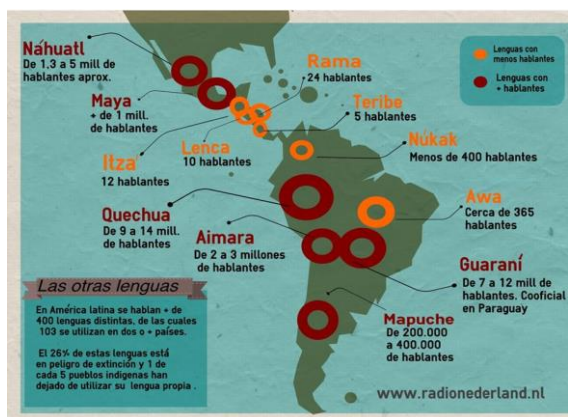 Náhuatl
De 1,3 a 5 mill de
hablantes aprox.
Maya
+ de 1 mill.
de hablantes
Itza'
12 hablantes
Lenca
10 hablantes
Rama
24 hablantes
Teribe
5 hablantes
Lenguas con
menos hablantes
Lenguas con
+ hablantes
Núkak
Menos de 400 hablantes
Awa
Cerca de 365
hablantes
Quechua
De 9 a 14 mill.
de hablantes
Aimara
De 2 a 3 millones
de hablantes
Guaraní
De 7 a 12 mill de
hablantes. Cooficial
en Paraguay
Mapuche
De 200.000
a 400.000
de hablantes
Las otras lenguas
En América latina se hablan + de
400 lenguas distintas, de las cuales
103 se utilizan en dos o + países.
El 26% de estas lenguas está
en peligro de extinción y 1 de
cada 5 pueblos indígenas han
dejado de utilizar su lengua propia.
www.radionederland.nl